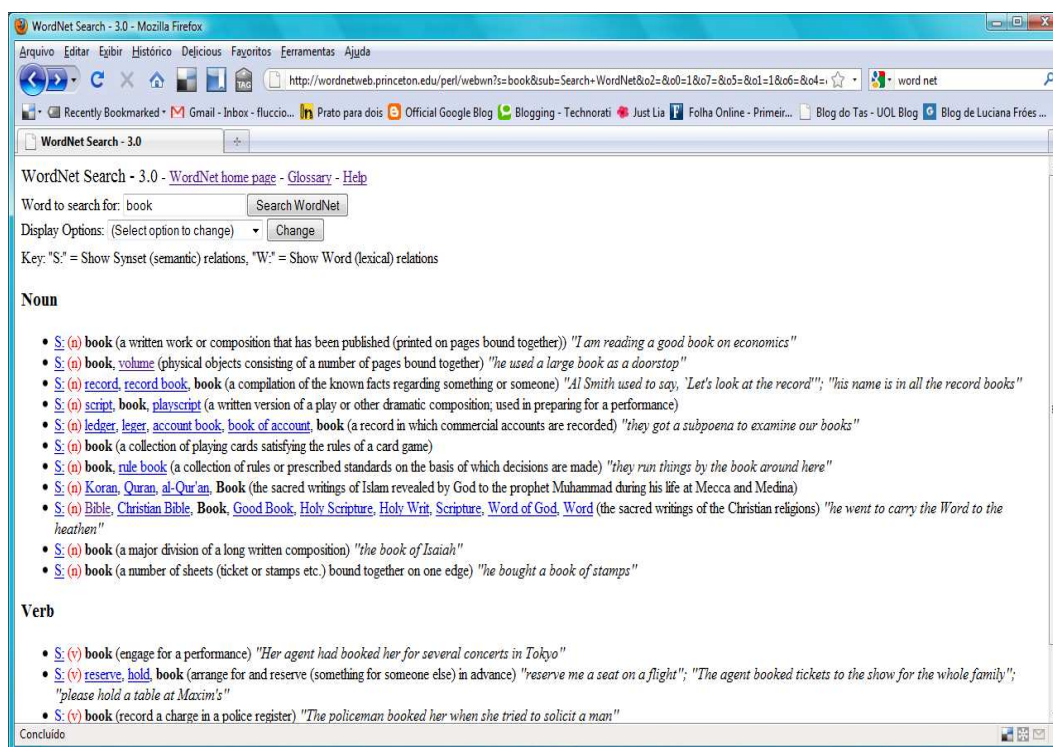 WordNet Search - 3.0 - Mozilla Firefox
Arquivo Editar Exibir Histórico Delicious Favoritos Ferramentas Ajuda
TAG http://wordnetweb.princeton.edu/perl/webwn?s=book&sub=Search+WordNet&o2=&o0=1&o7=&o5=&o1=1&o6=&o4=& word net
Recently Bookmarked Gmail - Inbox - fluccio... Prato para dois Official Google Blog Blogging - Technorati Just Lia Folha Online - Primeir... Blog do Tas - UOL Blog Blog de Luciana Fróes ...
WordNet Search - 3.0
WordNet Search - 3.0 - WordNet home page - Glossary - Help
Word to search for: book Search WordNet
Display Options: (Select option to change) Change
Key: "S:" = Show Synset (semantic) relations, "W:" = Show Word (lexical) relations
Noun
• S: (n) book (a written work or composition that has been published (printed on pages bound together)) "I am reading a good book on economics"
• S: (n) book, volume (physical objects consisting of a number of pages bound together) "he used a large book as a doorstop"
• S: (n) record, record book, book (a compilation of the known facts regarding something or someone) "Al Smith used to say, `Let's look at the record'"; "his name is in all the record books"
• S: (n) script, book, playscript (a written version of a play or other dramatic composition; used in preparing for a performance)
• S: (n) ledger, leger, account book, book of account, book (a record in which commercial accounts are recorded) "they got a subpoena to examine our books"
• S: (n) book (a collection of playing cards satisfying the rules of a card game)
• S: (n) book, rule book (a collection of rules or prescribed standards on the basis of which decisions are made) "they run things by the book around here"
• S: (n) Koran, Quran, al-Qur'an, Book (the sacred writings of Islam revealed by God to the prophet Muhammad during his life at Mecca and Medina)
• S: (n) Bible, Christian Bible, Book, Good Book, Holy Scripture, Holy Writ, Scripture, Word of God, Word (the sacred writings of the Christian religions) "he went to carry the Word to the
heathen"
• S: (n) book (a major division of a long written composition) "the book of Isaiah"
• S: (n) book (a number of sheets (ticket or stamps etc.) bound together on one edge) "he bought a book of stamps"
Verb
• S: (v) book (engage for a performance) "Her agent had booked her for several concerts in Tokyo"
• S: (v) reserve, hold, book (arrange for and reserve (something for someone else) in advance) "reserve me a seat on a flight"; "The agent booked tickets to the show for the whole family";
"please hold a table at Maxim's"
• S: (v) book (record a charge in a police register) "The policeman booked her when she tried to solicit a man"
Concluído